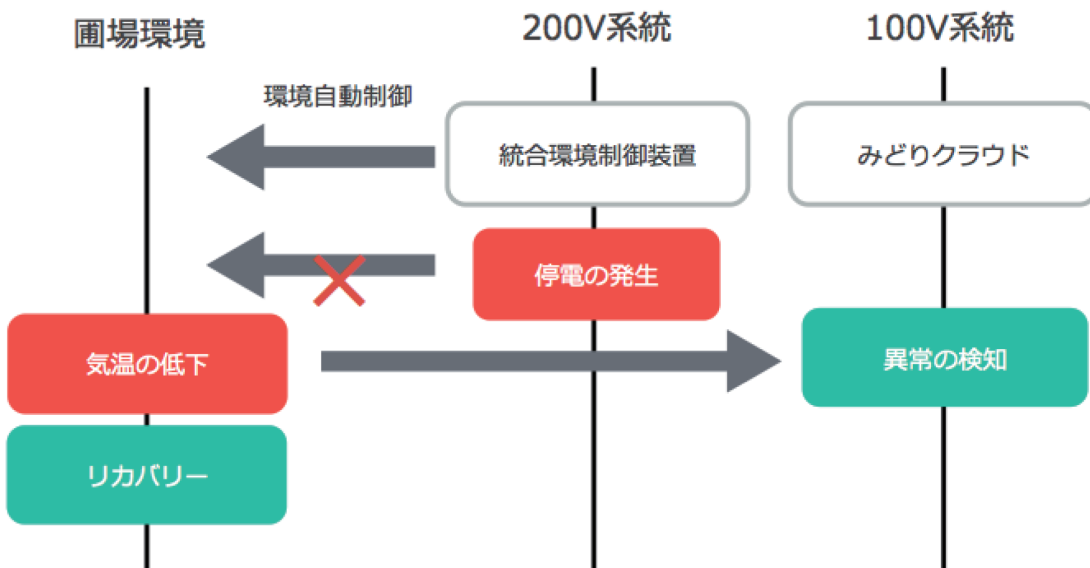 圃場環境
200V系統
100V系統
環境自動制御
統合環境制御装置
みどりクラウド
停電の発生
気温の低下
異常の検知
リカバリー